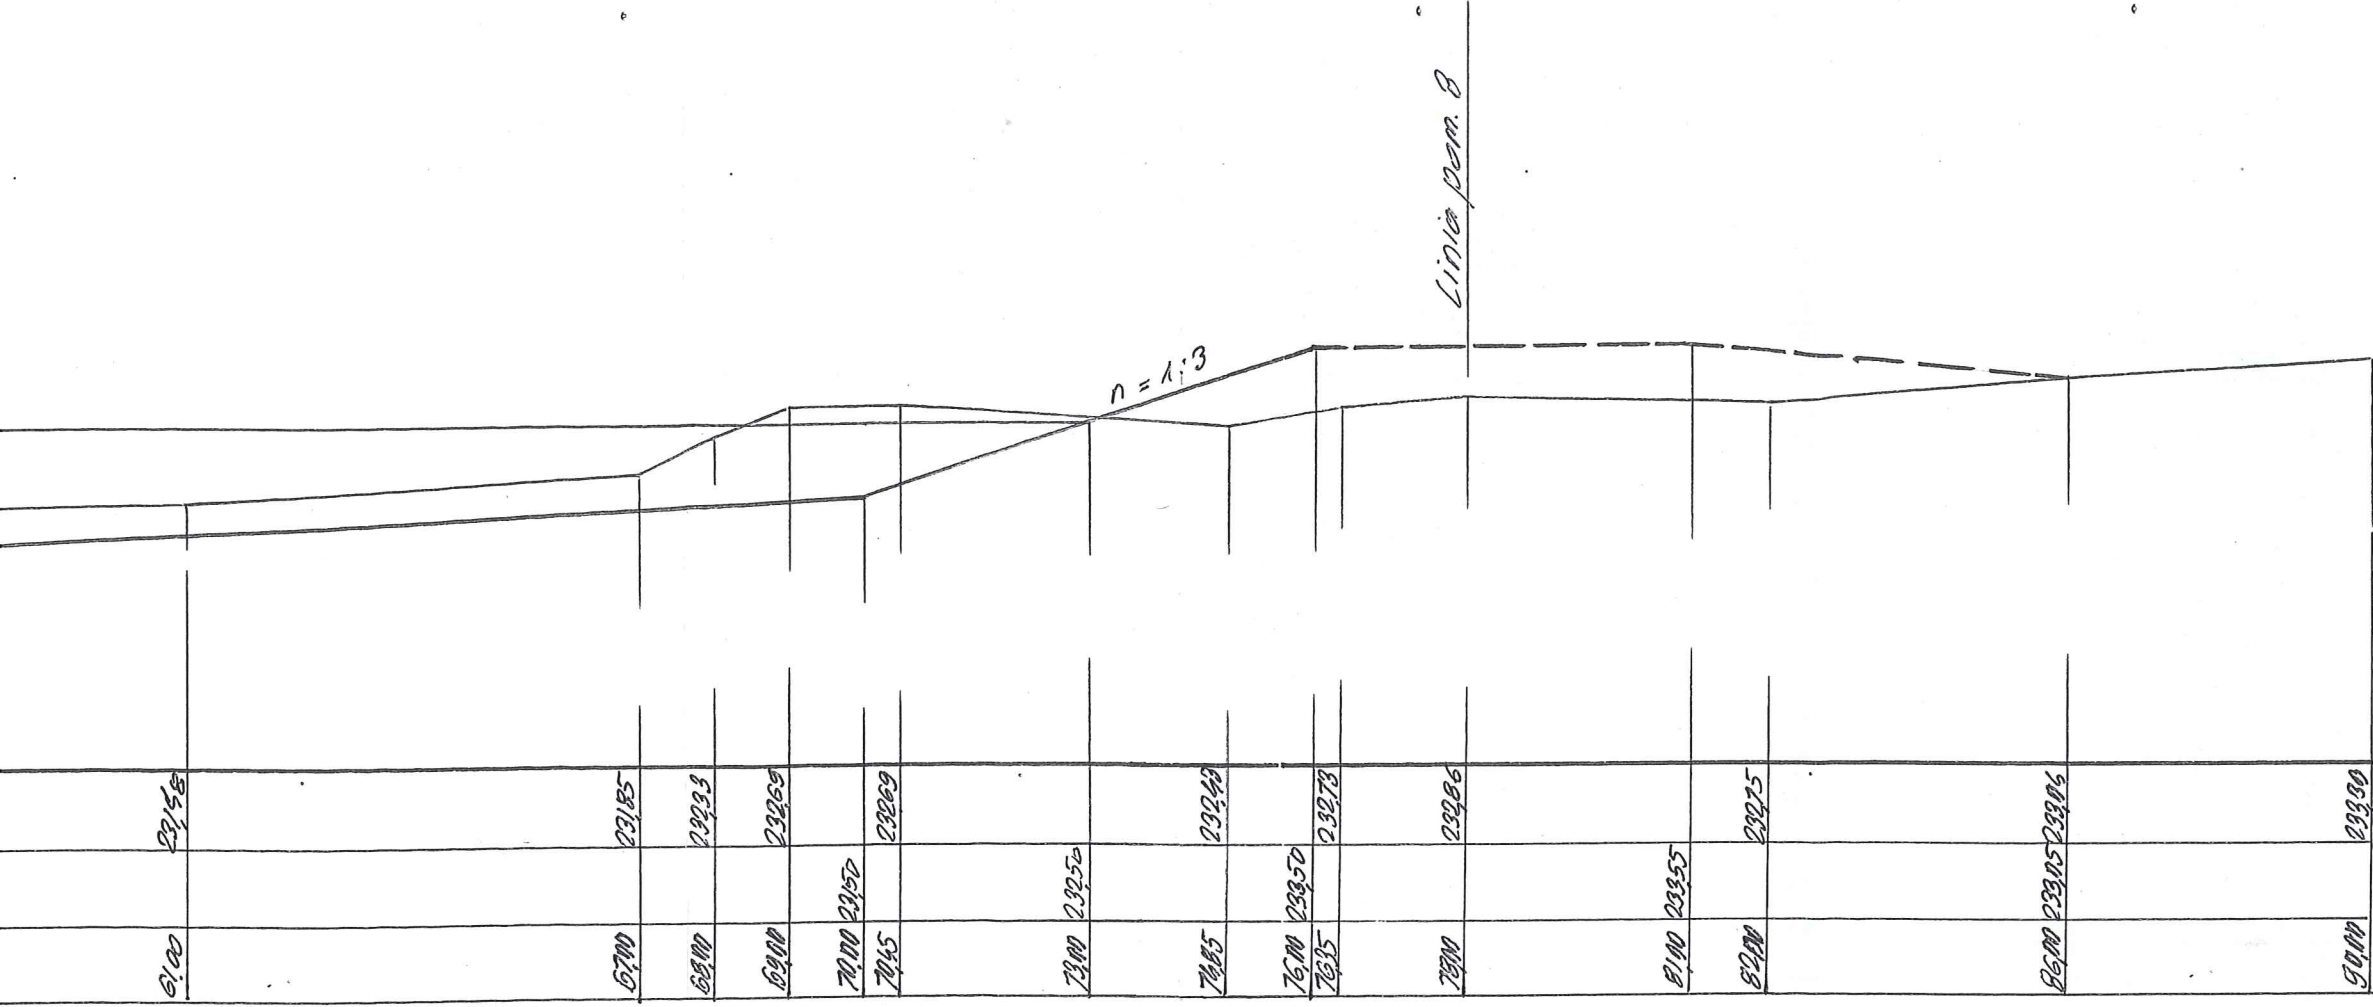 Linia pom. B
n = 1:3
231,48 231,85 232,33 232,69 232,69 232,40 232,73 232,86 232,75 233,06 233,30
231,50 232,50 233,50 233,55 233,05
61,00 67,00 68,00 69,00 70,00 70,45 73,00 74,85 76,00 76,35 78,00 81,00 82,00 86,00 90,00